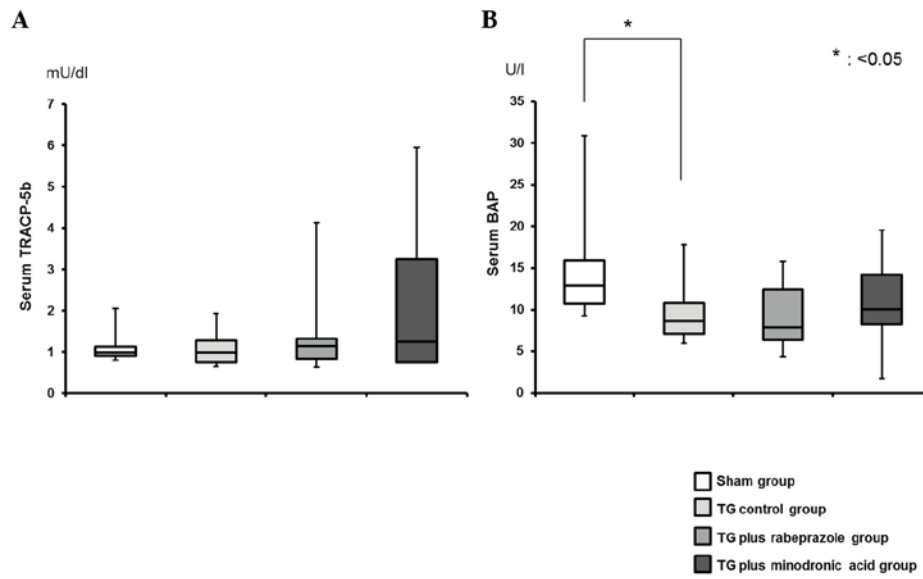 A
mU/dl
Serum TRACP-5b
7
6
5
4
3
2
1
0
B
*
* : <0.05
U/l
Serum BAP
35
30
25
20
15
10
5
0
Sham group
TG control group
TG plus rabeprazole group
TG plus minodronic acid group